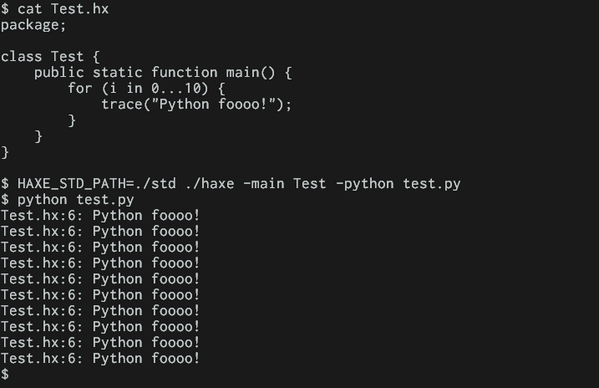 $ cat Test.hx
package;
class Test {
    public static function main() {
        for (i in 0...10) {
            trace("Python foooo!");
        }
    }
}
$ HAXE_STD_PATH=./std ./haxe -main Test -python test.py
$ python test.py
Test.hx:6: Python foooo!
Test.hx:6: Python foooo!
Test.hx:6: Python foooo!
Test.hx:6: Python foooo!
Test.hx:6: Python foooo!
Test.hx:6: Python foooo!
Test.hx:6: Python foooo!
Test.hx:6: Python foooo!
Test.hx:6: Python foooo!
Test.hx:6: Python foooo!
$